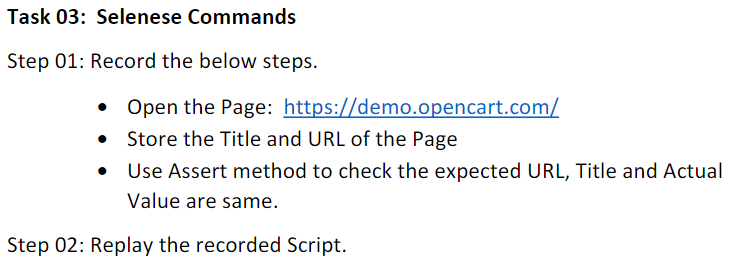 Task 03:  Selenese Commands
Step 01: Record the below steps.
• Open the Page:  https://demo.opencart.com/
• Store the Title and URL of the Page
• Use Assert method to check the expected URL, Title and Actual
Value are same.
Step 02: Replay the recorded Script.